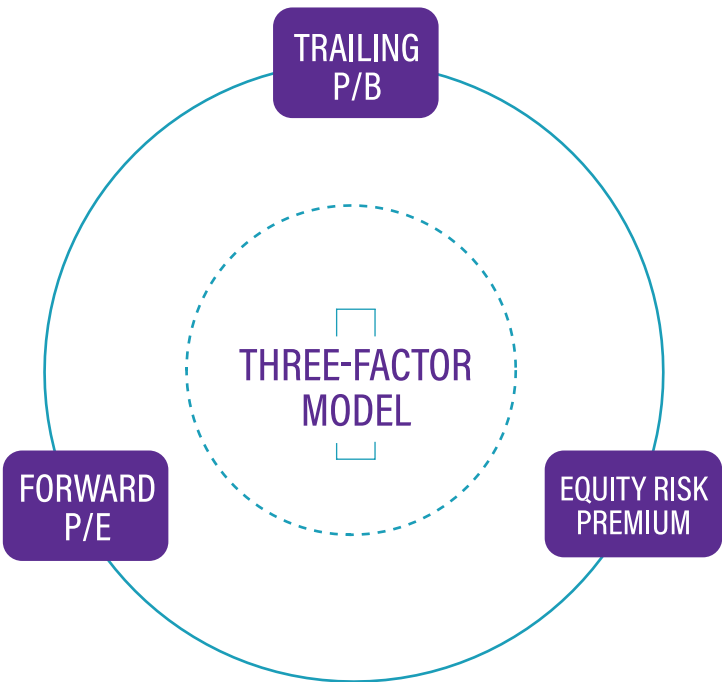 TRAILING
P/B
THREE-FACTOR
MODEL
FORWARD
P/E
EQUITY RISK
PREMIUM